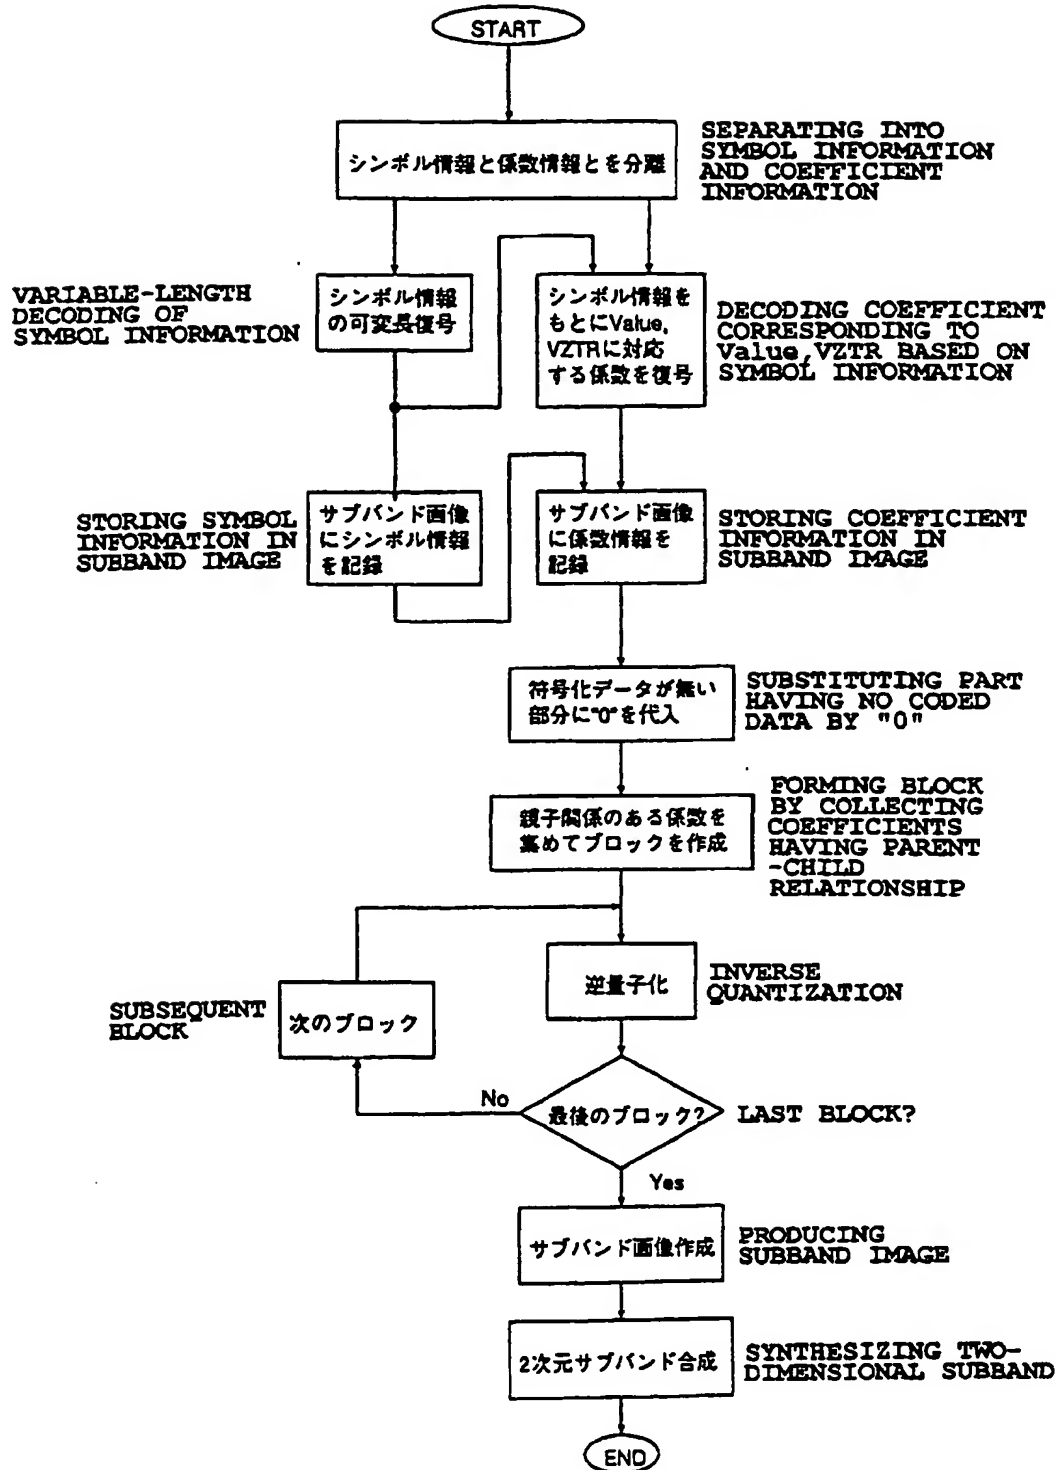 START
シンボル情報と係数情報とを分離
SEPARATING INTO
SYMBOL INFORMATION
AND COEFFICIENT
INFORMATION
VARIABLE-LENGTH
DECODING OF
SYMBOL INFORMATION
シンボル情報
の可変長復号
シンボル情報を
もとにValue,
VZTRに対応
する係数を復号
DECODING COEFFICIENT
CORRESPONDING TO
Value,VZTR BASED ON
SYMBOL INFORMATION
STORING SYMBOL
INFORMATION IN
SUBBAND IMAGE
サブバンド画像
にシンボル情報
を記録
サブバンド画像
に係数情報を
記録
STORING COEFFICIENT
INFORMATION IN
SUBBAND IMAGE
符号化データが無い
部分に"0"を代入
SUBSTITUTING PART
HAVING NO CODED
DATA BY "0"
親子関係のある係数を
集めてブロックを作成
FORMING BLOCK
BY COLLECTING
COEFFICIENTS
HAVING PARENT
-CHILD
RELATIONSHIP
逆量子化
INVERSE
QUANTIZATION
SUBSEQUENT
BLOCK
次のブロック
No
最後のブロック?
LAST BLOCK?
Yes
サブバンド画像作成
PRODUCING
SUBBAND IMAGE
2次元サブバンド合成
SYNTHESIZING TWO-
DIMENSIONAL SUBBAND
END